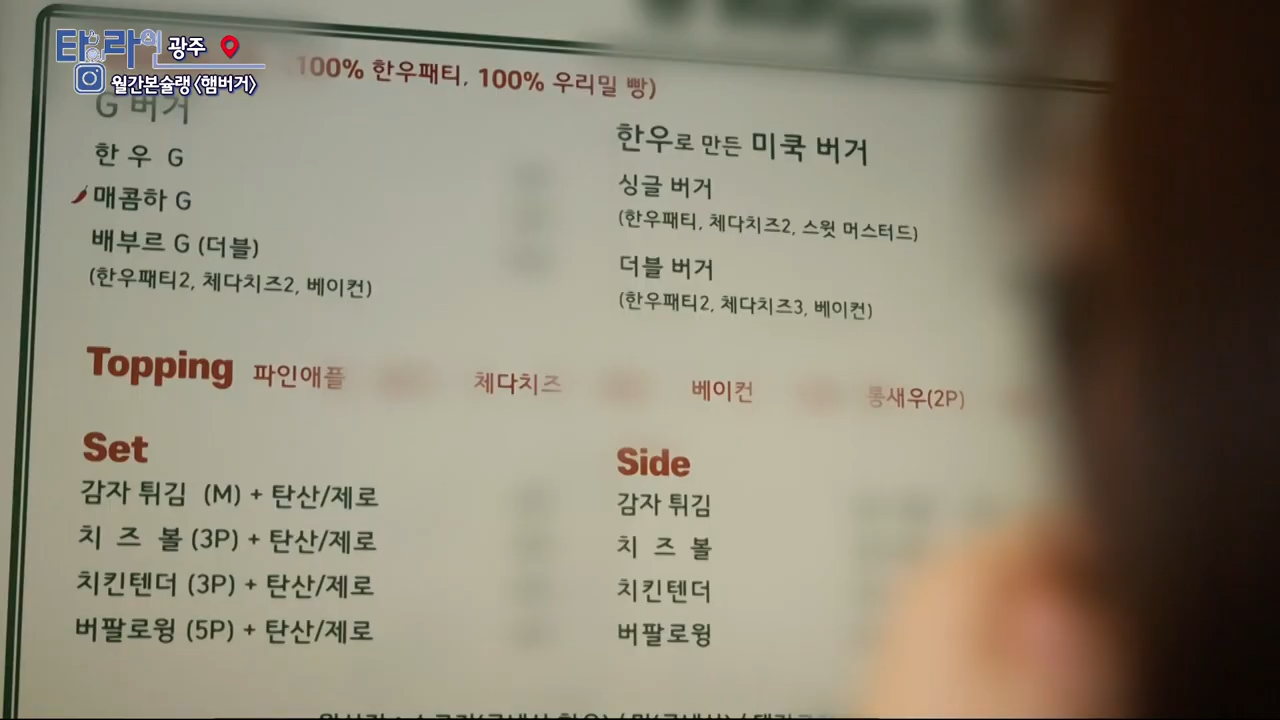 타라의 광주
월간본슐랭〈햄버거〉
100% 한우패티, 100% 우리밀 빵)
G 버거
한 우 G
매콤하 G
배부르 G (더블)
(한우패티2, 체다치즈2, 베이컨)
한우로 만든 미쿡 버거
싱글 버거
(한우패티, 체다치즈2, 스윗 머스터드)
더블 버거
(한우패티2, 체다치즈3, 베이컨)
Topping 파인애플 체다치즈 베이컨 통새우(2P)
Set
감자 튀김 (M) + 탄산/제로
치 즈 볼 (3P) + 탄산/제로
치킨텐더 (3P) + 탄산/제로
버팔로윙 (5P) + 탄산/제로
Side
감자 튀김
치 즈 볼
치킨텐더
버팔로윙